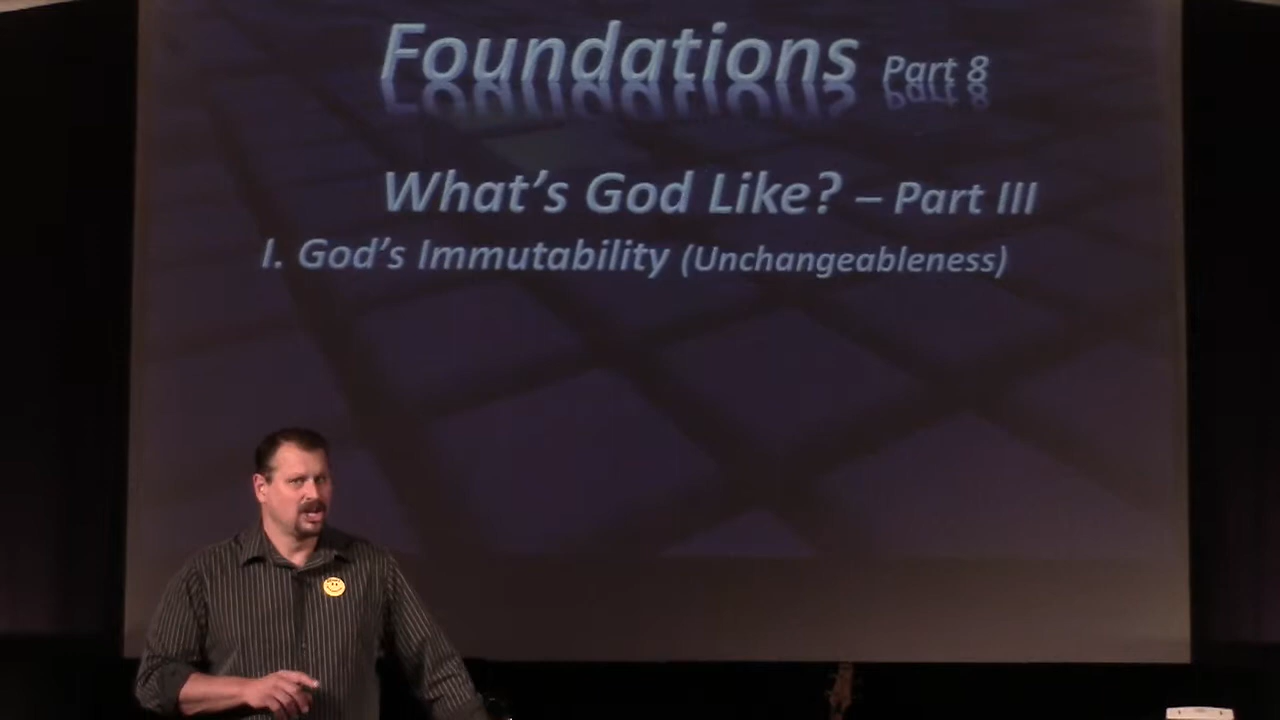 Foundations Part 8
What's God Like? – Part III
I. God's Immutability (Unchangeableness)